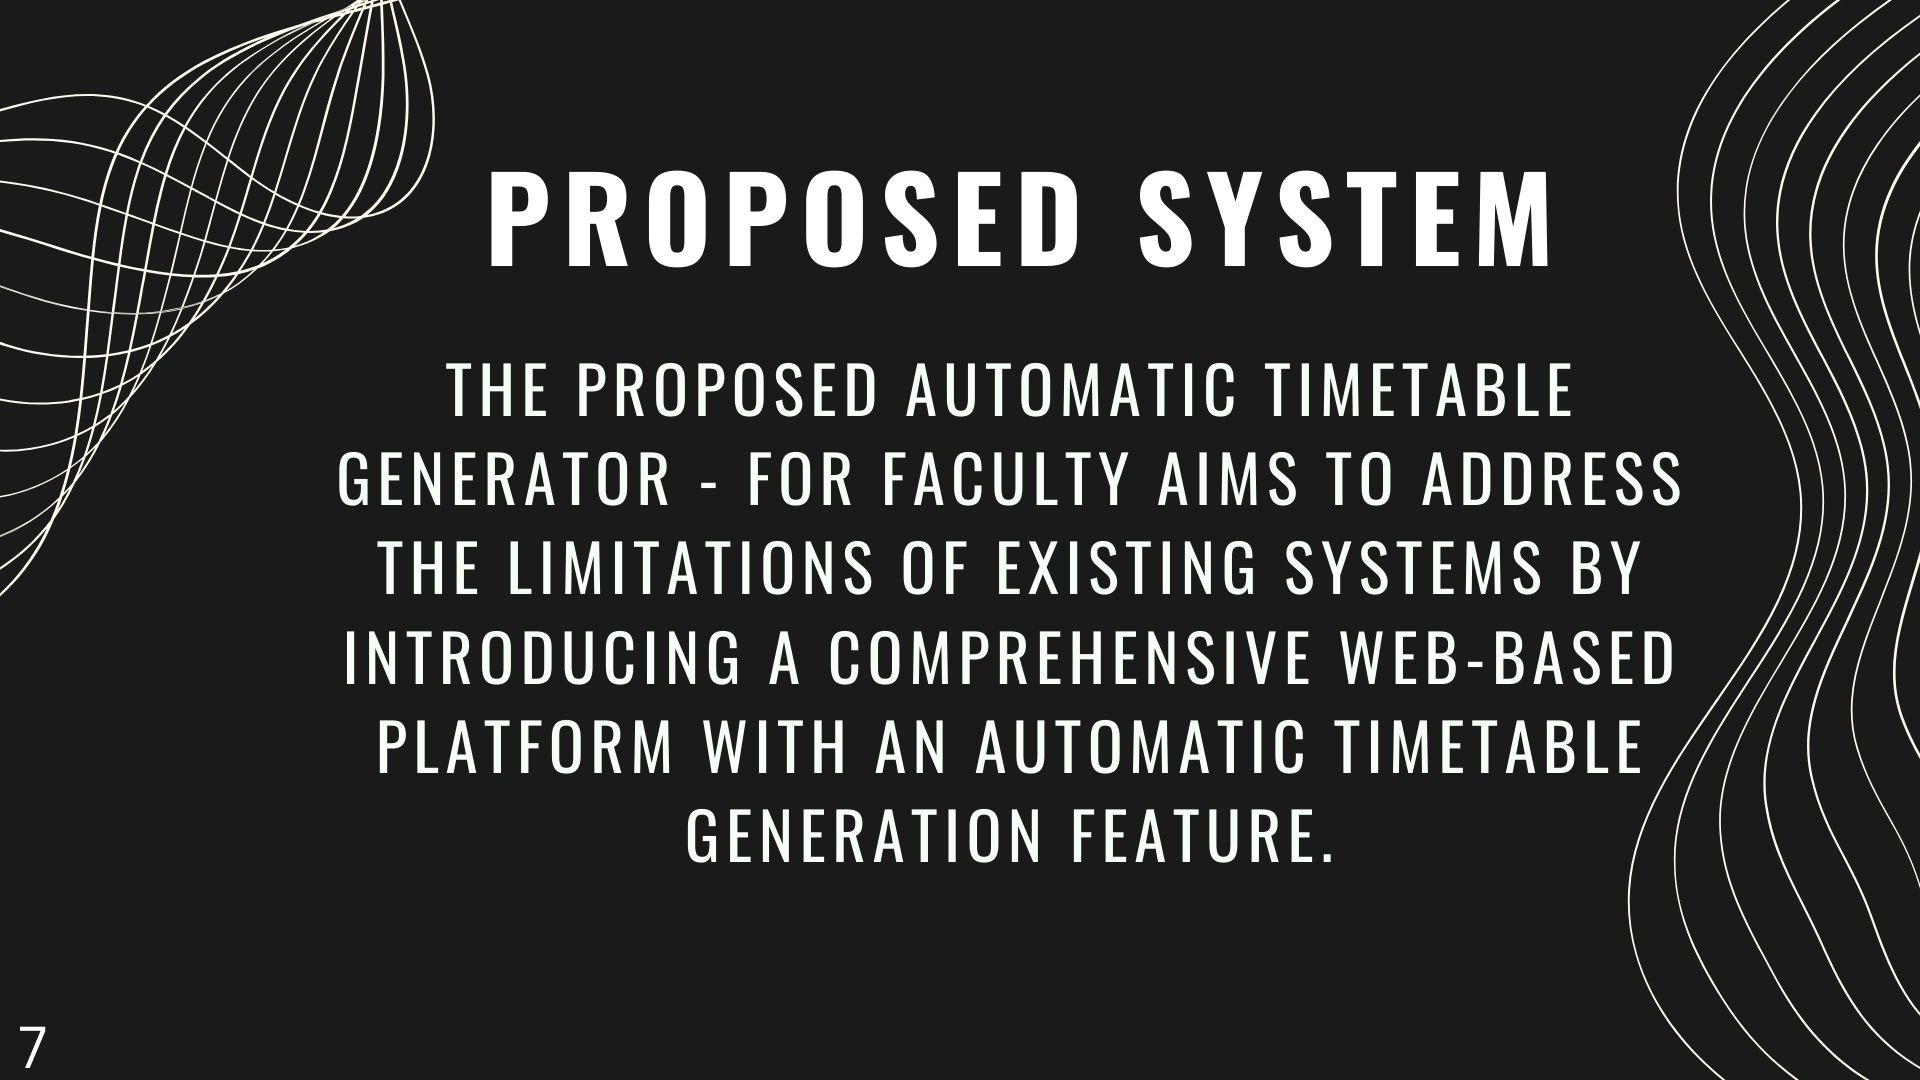 PROPOSED SYSTEM
THE PROPOSED AUTOMATIC TIMETABLE
GENERATOR - FOR FACULTY AIMS TO ADDRESS
THE LIMITATIONS OF EXISTING SYSTEMS BY
INTRODUCING A COMPREHENSIVE WEB-BASED
PLATFORM WITH AN AUTOMATIC TIMETABLE
GENERATION FEATURE.
7